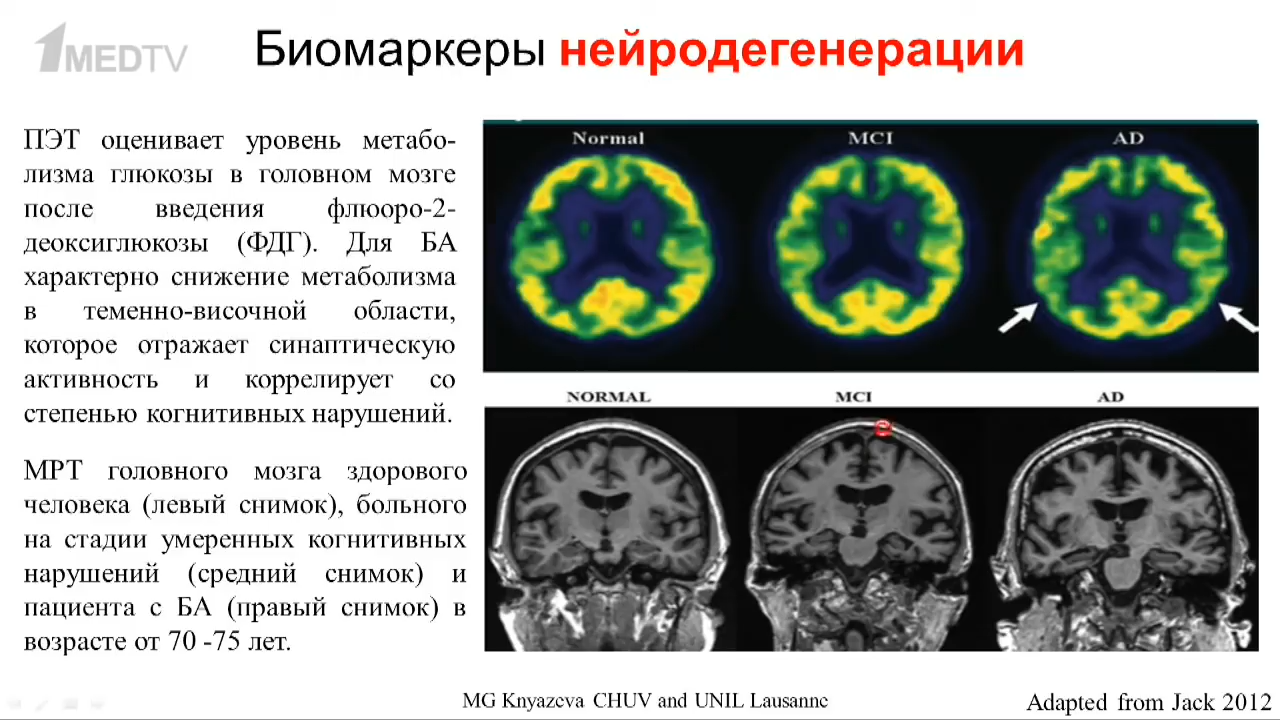 1MEDTV
Биомаркеры нейродегенерации
ПЭТ оценивает уровень метабо-
лизма глюкозы в головном мозге
после введения флюоро-2-
деоксиглюкозы (ФДГ). Для БА
характерно снижение метаболизма
в теменно-височной области,
которое отражает синаптическую
активность и коррелирует со
степенью когнитивных нарушений.
МРТ головного мозга здорового
человека (левый снимок), больного
на стадии умеренных когнитивных
нарушений (средний снимок) и
пациента с БА (правый снимок) в
возрасте от 70 -75 лет.
Normal MCI AD
NORMAL MCI AD
MG Knyazeva CHUV and UNIL Lausanne
Adapted from Jack 2012